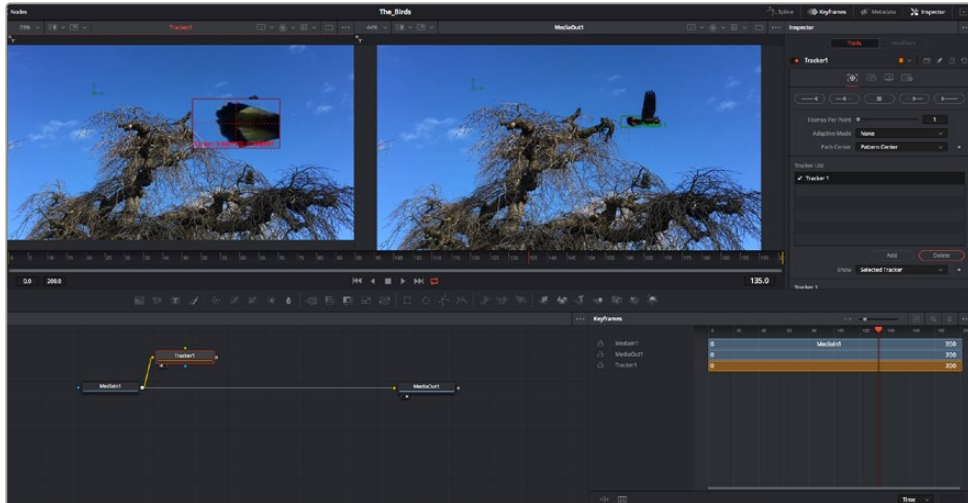 Nodes
The_Birds
Spline
Keyframes
Metadata
Inspector
Tracker1
MediaOut1
Inspector
Tools
Modifiers
Tracker1
Frames Per Point
1
Adaptive Mode
None
Path Center
Pattern Center
Tracker List
✔ Tracker 1
Add
Delete
Show
Selected Tracker
Tracker 1
0.0
200.0
135.0
Keyframes
MediaIn1
MediaOut1
Tracker1
0
MediaIn1
200
0
200
0
200
Tracker1
MediaIn1
MediaOut1
Time